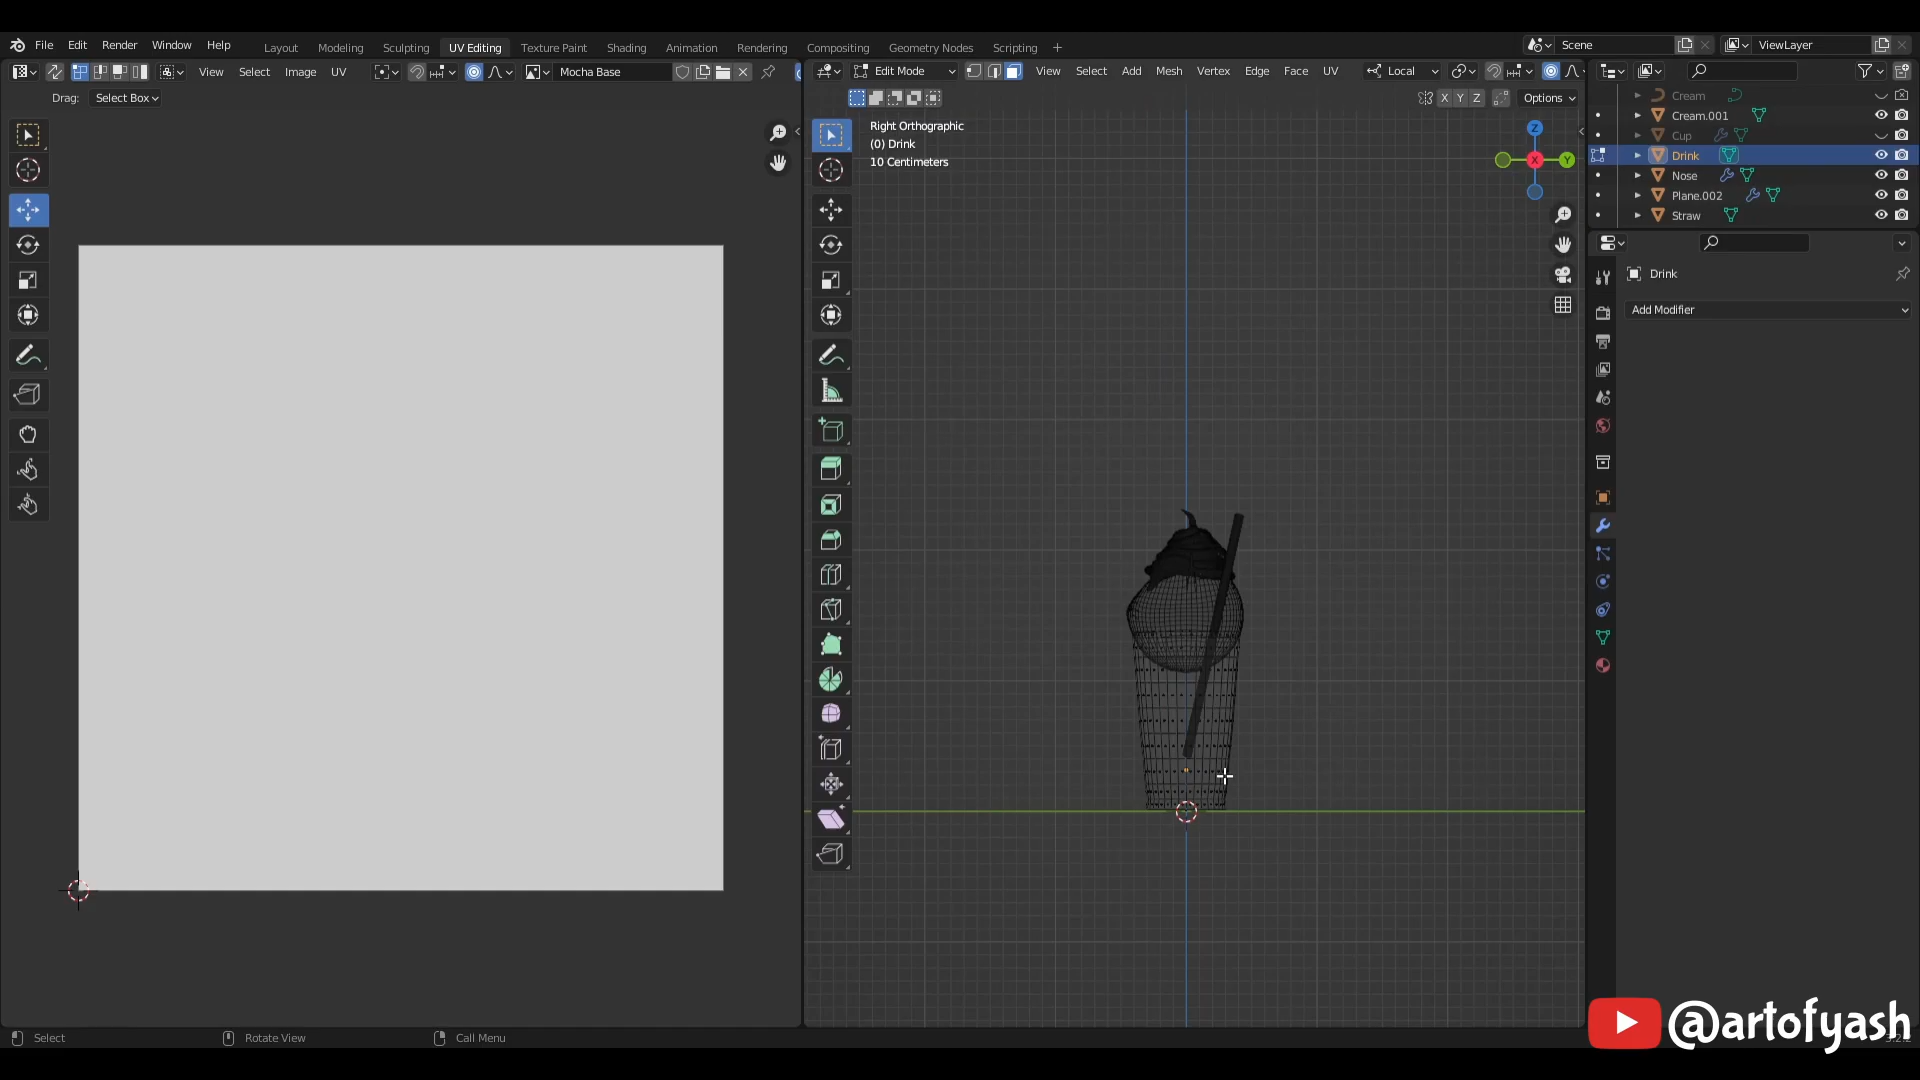 File Edit Render Window Help Layout Modeling Sculpting UV Editing Texture Paint Shading Animation Rendering Compositing Geometry Nodes Scripting + Scene ViewLayer
View Select Image UV Mocha Base Edit Mode View Select Add Mesh Vertex Edge Face UV Local
Drag: Select Box X Y Z Options
Cream
Cream.001
Cup
Drink
Nose
Plane.002
Straw
Right Orthographic
(0) Drink
10 Centimeters
Z
X
Y
Drink
Add Modifier
Select Rotate View Call Menu
@artofyash